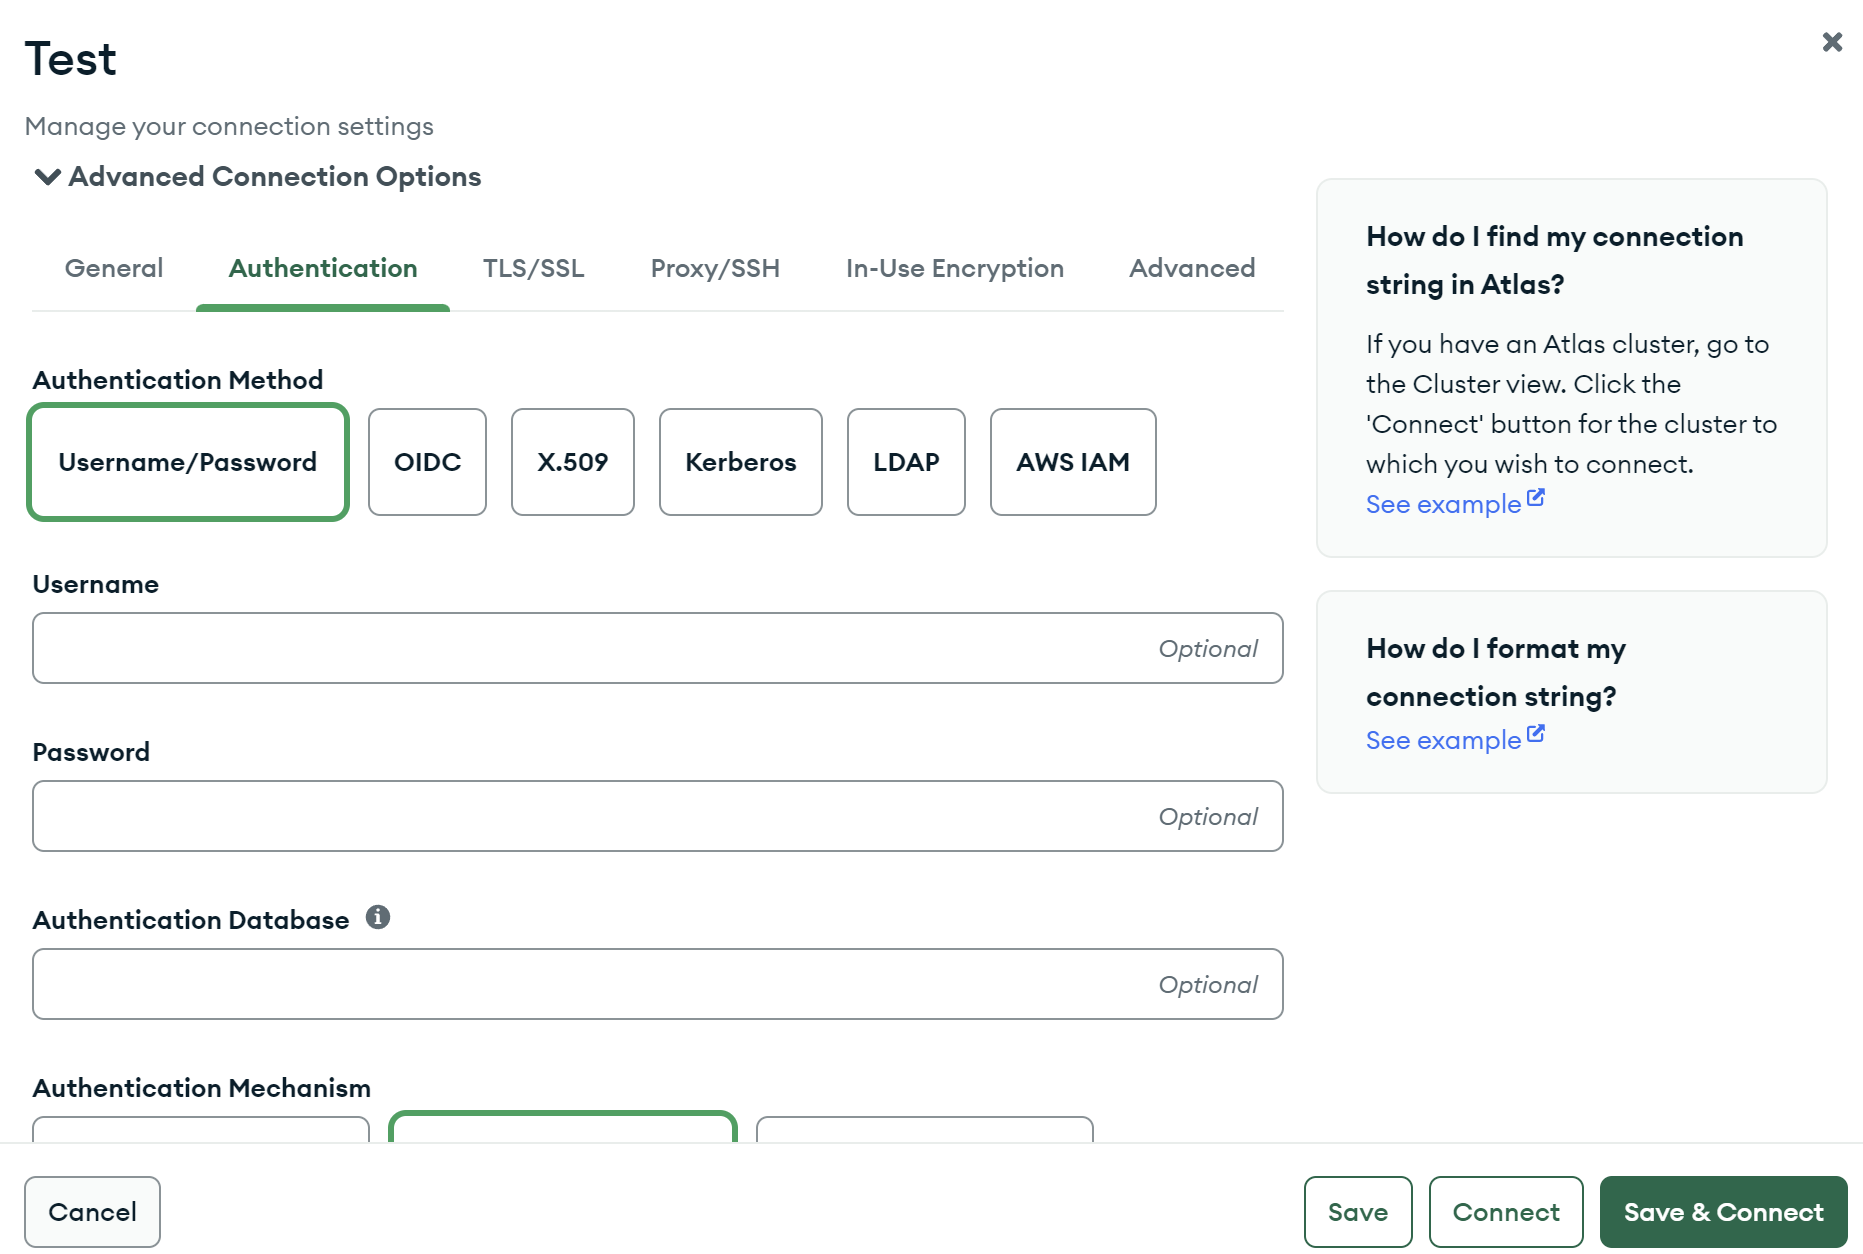 Test
Manage your connection settings
Advanced Connection Options
General Authentication TLS/SSL Proxy/SSH In-Use Encryption Advanced
Authentication Method
Username/Password OIDC X.509 Kerberos LDAP AWS IAM
Username
Optional
Password
Optional
Authentication Database
Optional
Authentication Mechanism
How do I find my connection
string in Atlas?
If you have an Atlas cluster, go to
the Cluster view. Click the
'Connect' button for the cluster to
which you wish to connect.
See example
How do I format my
connection string?
See example
Cancel Save Connect Save & Connect